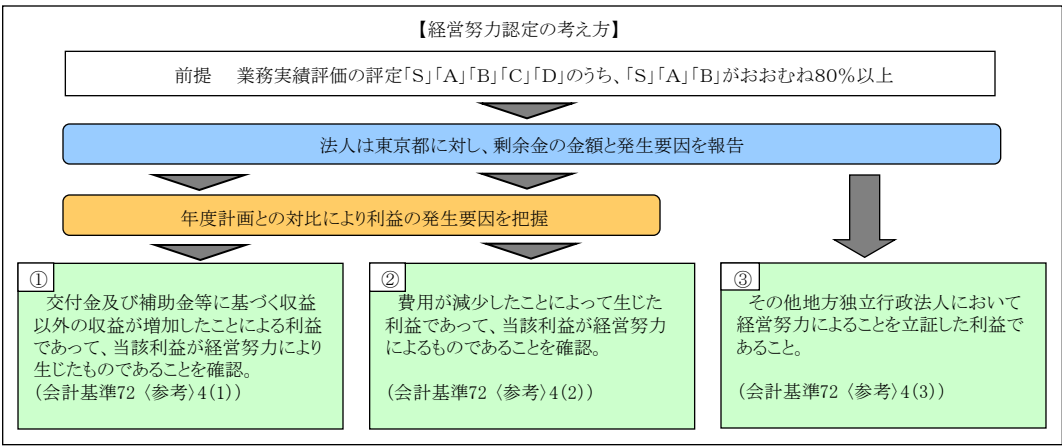 【経営努力認定の考え方】
前提　業務実績評価の評定「S」「A」「B」「C」「D」のうち、「S」「A」「B」がおおむね80%以上
法人は東京都に対し、剰余金の金額と発生要因を報告
年度計画との対比により利益の発生要因を把握
①
交付金及び補助金等に基づく収益
以外の収益が増加したことによる利益
であって、当該利益が経営努力により
生じたものであることを確認。
(会計基準72〈参考〉4(1))
②
費用が減少したことによって生じた
利益であって、当該利益が経営努力
によるものであることを確認。
(会計基準72〈参考〉4(2))
③
その他地方独立行政法人において
経営努力によることを立証した利益で
あること。
(会計基準72〈参考〉4(3))